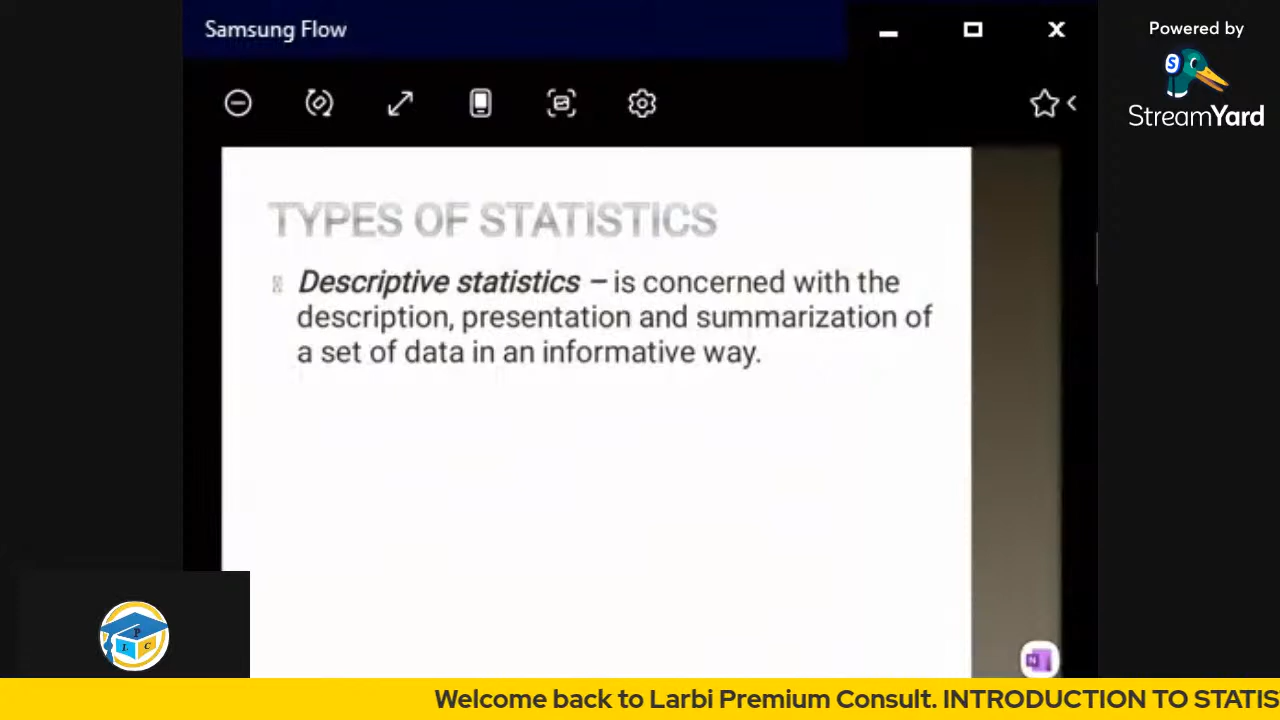 Samsung Flow
Powered by
StreamYard
TYPES OF STATISTICS
Descriptive statistics – is concerned with the
description, presentation and summarization of
a set of data in an informative way.
P
L C
N
Welcome back to Larbi Premium Consult. INTRODUCTION TO STATIS